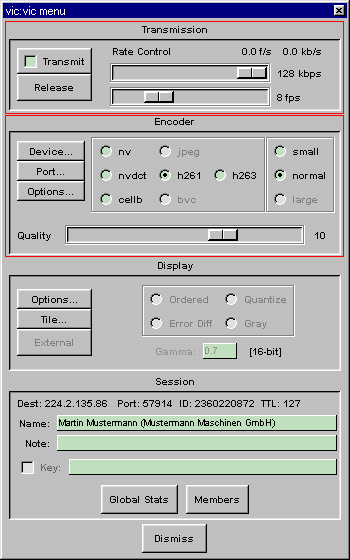 vic:vic menu
Transmission
Transmit
Release
Rate Control 0.0 f/s 0.0 kb/s
128 kbps
8 fps
Encoder
Device...
Port...
Options...
nv jpeg
nvdct h261 h263
cellb bvc
small
normal
large
Quality 10
Display
Options...
Tile...
External
Ordered Quantize
Error Diff Gray
Gamma: 0.7 [16-bit]
Session
Dest: 224.2.135.86 Port: 57914 ID: 2360220872 TTL: 127
Name: Martin Mustermann (Mustermann Maschinen GmbH)
Note:
Key:
Global Stats Members
Dismiss